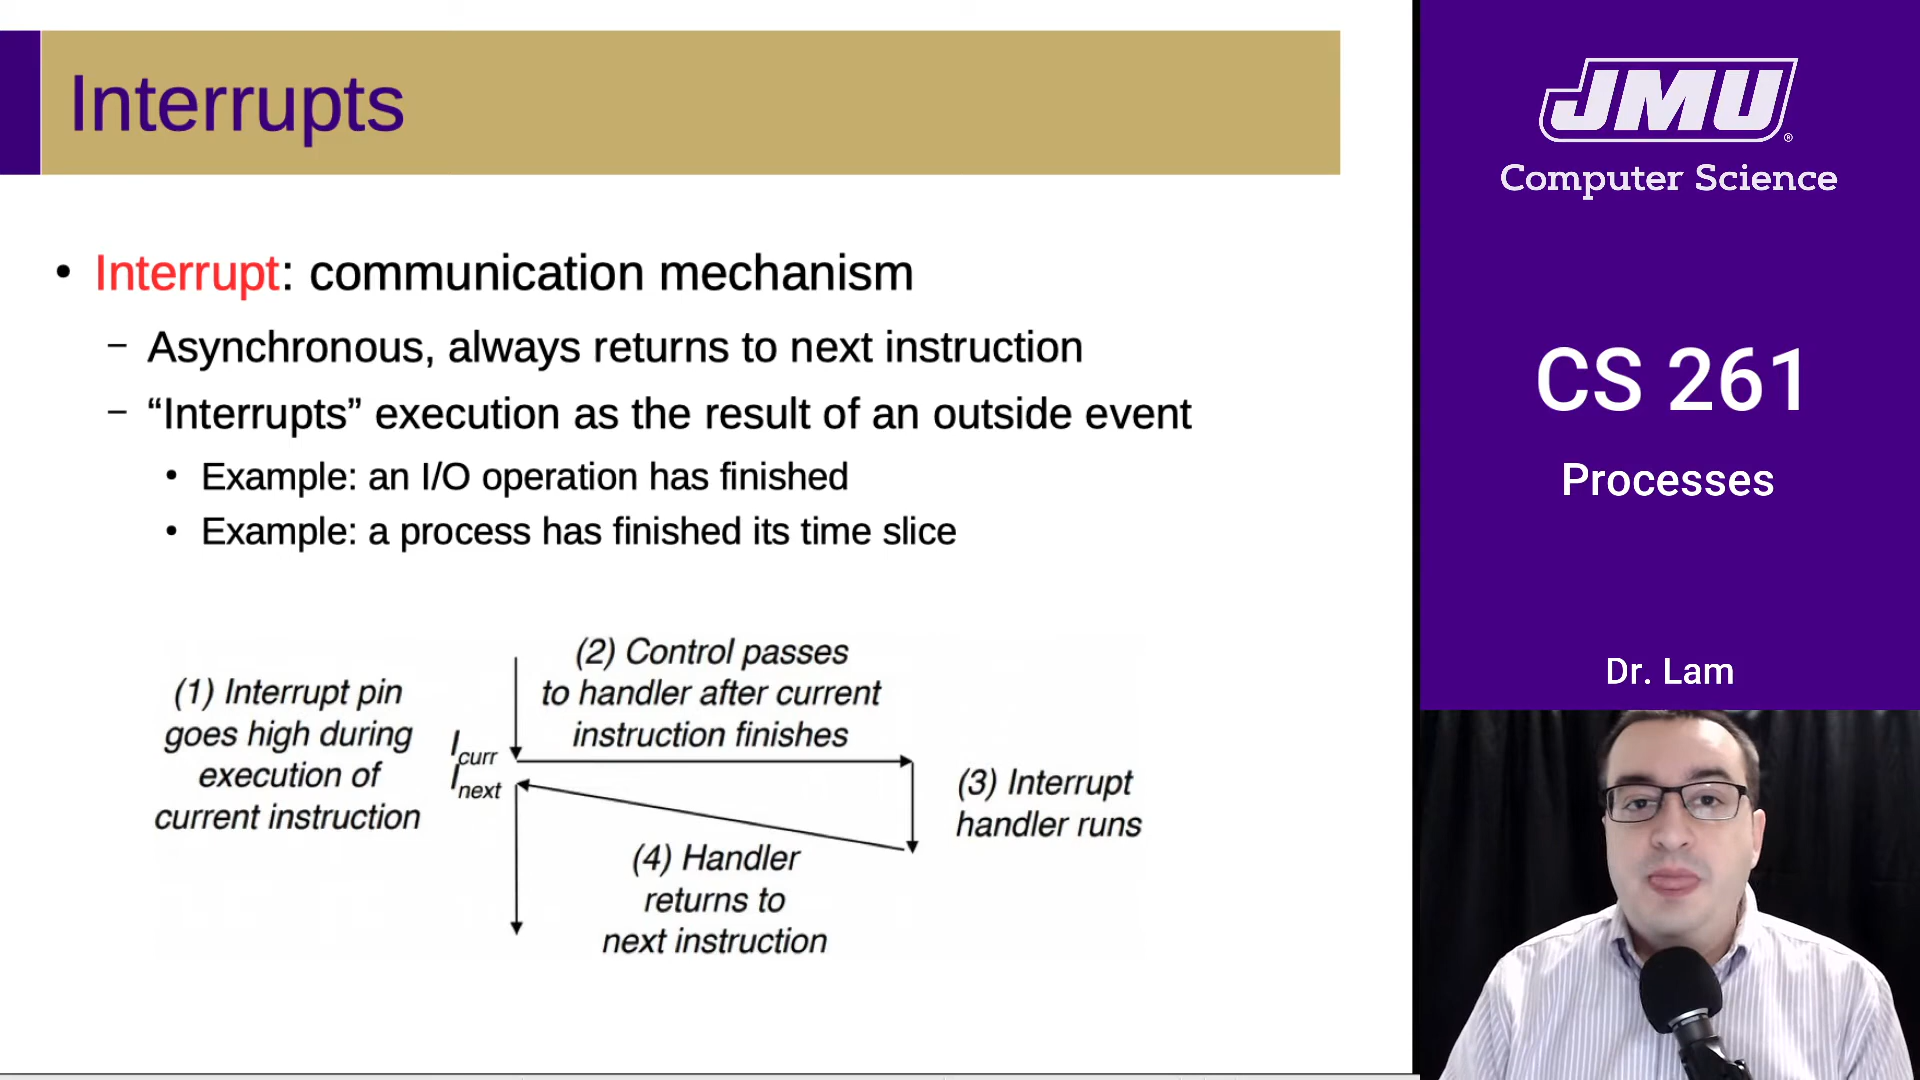 Interrupts
• Interrupt: communication mechanism
– Asynchronous, always returns to next instruction
– “Interrupts” execution as the result of an outside event
• Example: an I/O operation has finished
• Example: a process has finished its time slice
(1) Interrupt pin
goes high during
execution of
current instruction
Icurr
Inext
(2) Control passes
to handler after current
instruction finishes
(3) Interrupt
handler runs
(4) Handler
returns to
next instruction
JMU®
Computer Science
CS 261
Processes
Dr. Lam